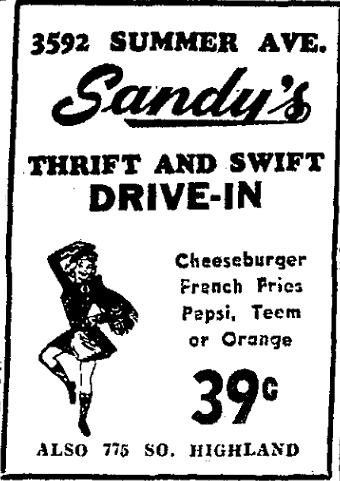 3592 SUMMER AVE.
Sandy's
THRIFT AND SWIFT
DRIVE-IN
Cheeseburger
French Fries
Pepsi, Teem
or Orange
39¢
ALSO 775 SO. HIGHLAND